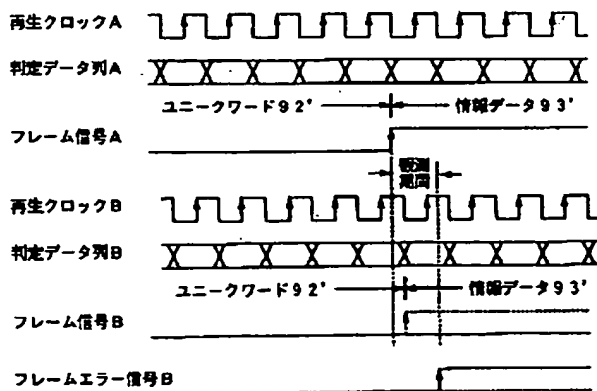 再生クロックA
判定データ列A
ユニークワード92'
情報データ93'
フレーム信号A
観測
期間
再生クロックB
判定データ列B
ユニークワード92'
情報データ93'
フレーム信号B
フレームエラー信号B